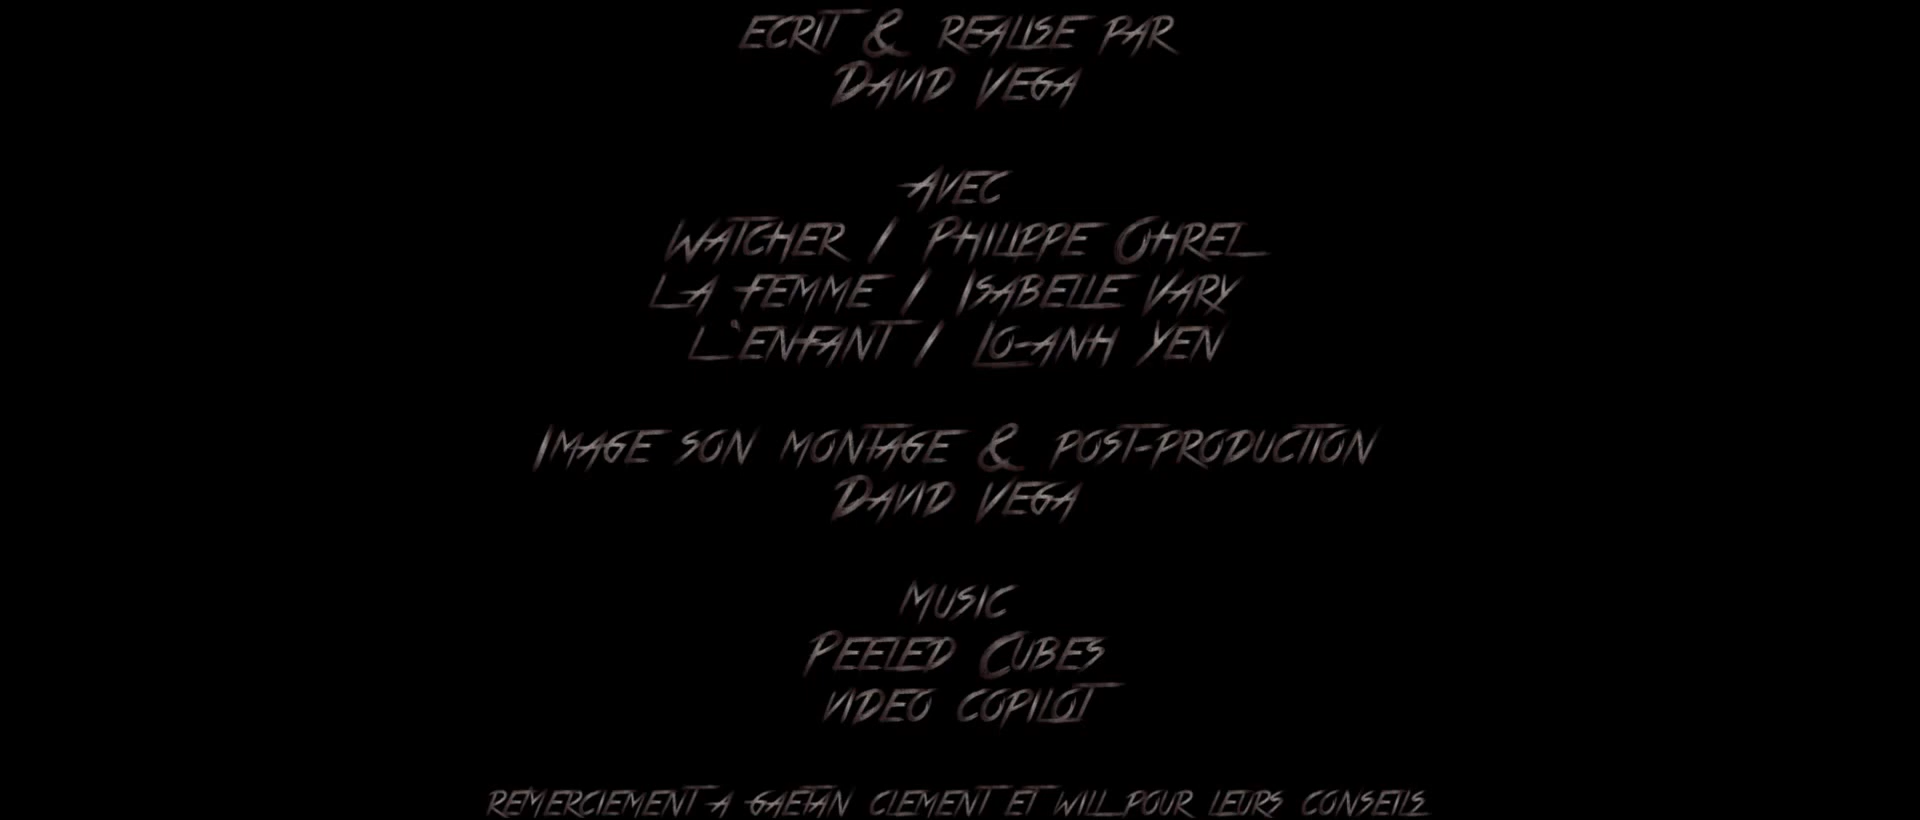 ECRIT & REALISE PAR
DAVID VEGA
AVEC
WATCHER / PHILIPPE OHREL
LA FEMME / ISABELLE VARY
L'ENFANT / LO-ANH YEN
IMAGE SON MONTAGE & POST-PRODUCTION
DAVID VEGA
MUSIC
PEELED CUBES
VIDEO COPILOT
REMERCIEMENT A GAETAN CLEMENT ET WILL POUR LEURS CONSEILS